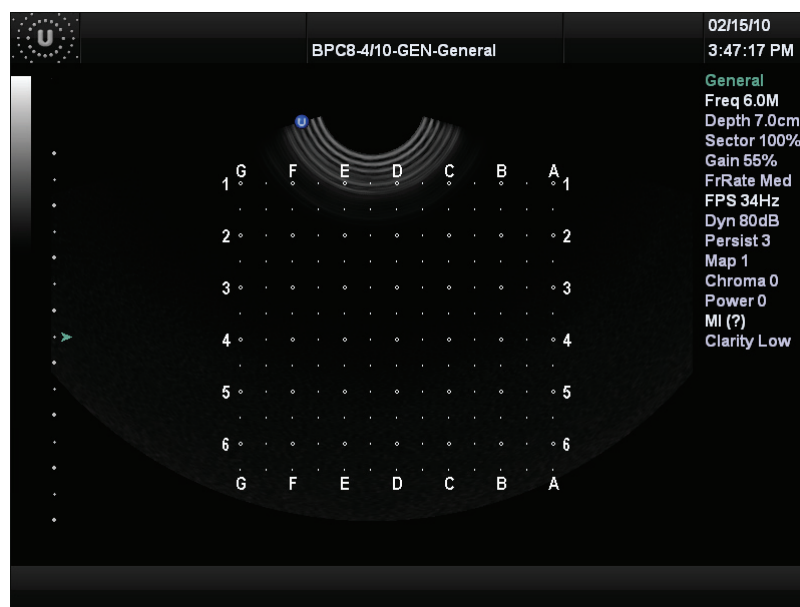 U
02/15/10
BPC8-4/10-GEN-General
3:47:17 PM
General
Freq 6.0M
Depth 7.0cm
Sector 100%
Gain 55%
FrRate Med
FPS 34Hz
Dyn 80dB
Persist 3
Map 1
Chroma 0
Power 0
MI (?)
Clarity Low
U
G F E D C B A
1 1
2 2
3 3
4 4
5 5
6 6
G F E D C B A